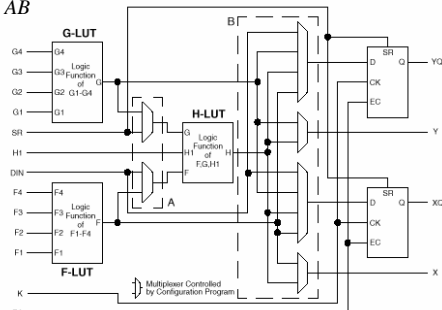 AB
G-LUT
G4
G3
G2
G1
G4
G3
G2
G1
Logic
Function
of
G1-G4
G
SR
H1
DIN
F4
F3
F2
F1
F4
F3
F2
F1
Logic
Function
of
F1-F4
F
F-LUT
K
A
H-LUT
G
H1
F
Logic
Function
of
F,G,H1
H
B
SR
D
CK
EC
Q
YQ
Y
SR
D
CK
EC
Q
XQ
X
Multiplexer Controlled
by Configuration Program